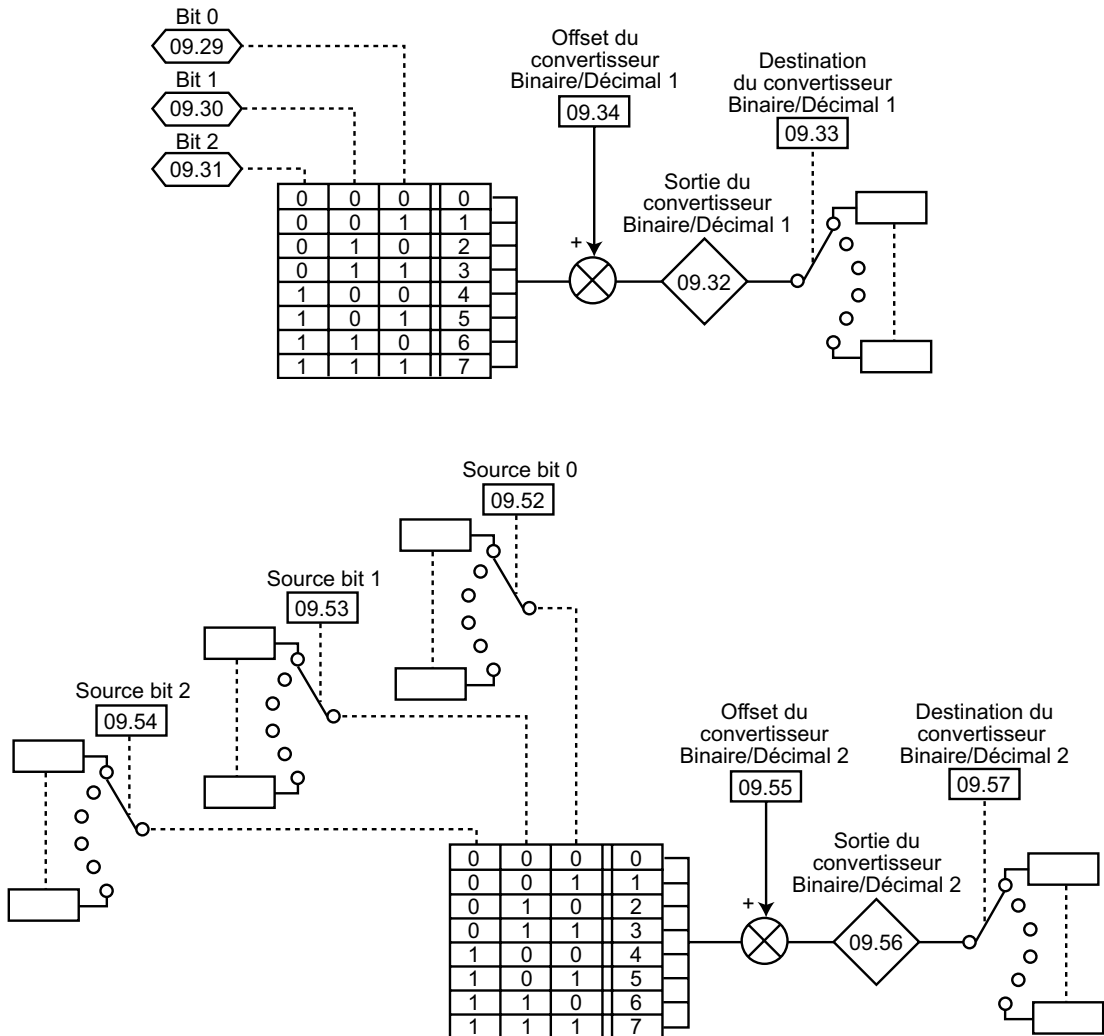 Bit 0
09.29
Bit 1
09.30
Bit 2
09.31
Offset du
convertisseur
Binaire/Décimal 1
09.34
Destination
du convertisseur
Binaire/Décimal 1
09.33
Sortie du
convertisseur
Binaire/Décimal 1
09.32
+
0 0 0 0
0 0 1 1
0 1 0 2
0 1 1 3
1 0 0 4
1 0 1 5
1 1 0 6
1 1 1 7
Source bit 0
09.52
Source bit 1
09.53
Source bit 2
09.54
Offset du
convertisseur
Binaire/Décimal 2
09.55
Destination du
convertisseur
Binaire/Décimal 2
09.57
Sortie du
convertisseur
Binaire/Décimal 2
09.56
+
0 0 0 0
0 0 1 1
0 1 0 2
0 1 1 3
1 0 0 4
1 0 1 5
1 1 0 6
1 1 1 7